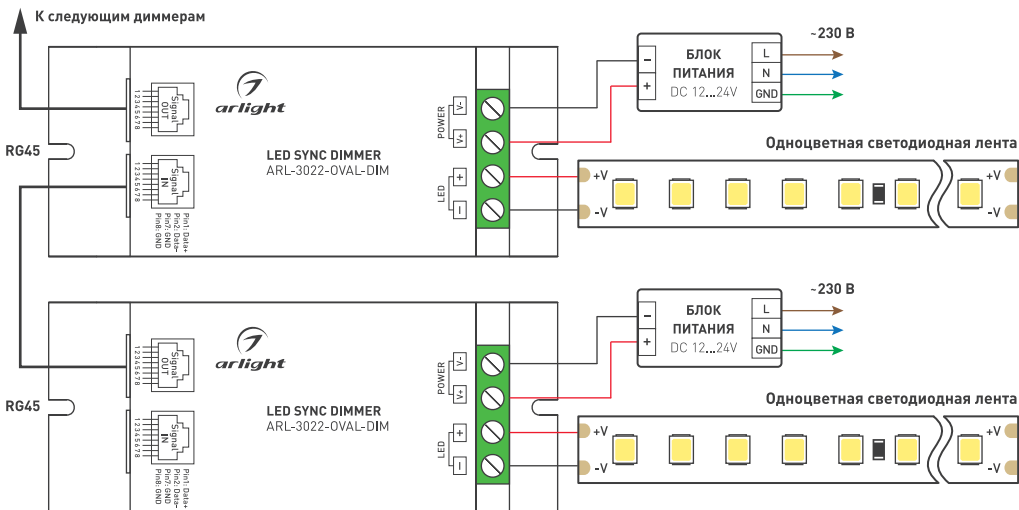 К следующим диммерам
12345678
Signal
OUT
arlight
RG45
12345678
Signal
IN
Pin1: Data+
Pin2: Data-
Pin7: GND
Pin8: GND
LED SYNC DIMMER
ARL-3022-OVAL-DIM
POWER
V-
V+
LED
+
−
−
+
БЛОК
ПИТАНИЯ
DC 12...24V
L
N
GND
~230 В
Одноцветная светодиодная лента
+V
-V
+V
-V
12345678
Signal
OUT
arlight
RG45
12345678
Signal
IN
Pin1: Data+
Pin2: Data-
Pin7: GND
Pin8: GND
LED SYNC DIMMER
ARL-3022-OVAL-DIM
POWER
V-
V+
LED
+
−
−
+
БЛОК
ПИТАНИЯ
DC 12...24V
L
N
GND
~230 В
Одноцветная светодиодная лента
+V
-V
+V
-V